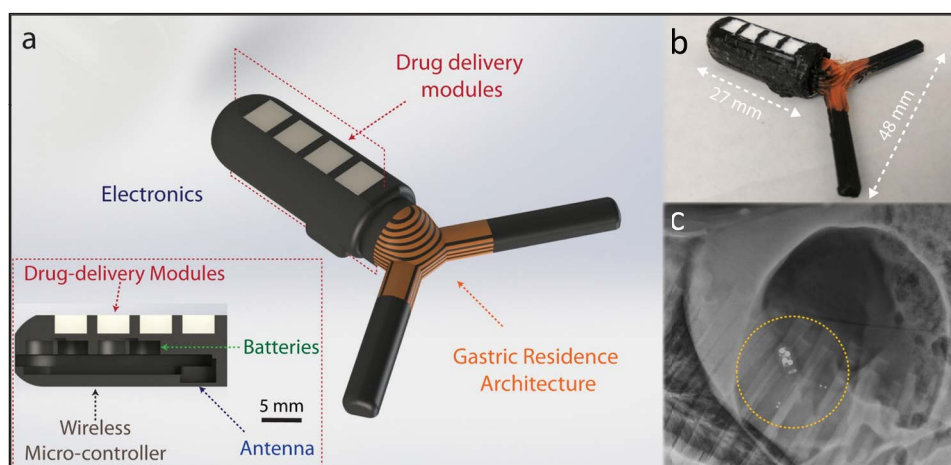 a
Drug delivery
modules
Electronics
Drug-delivery Modules
Batteries
Gastric Residence
Architecture
5 mm
Wireless
Micro-controller
Antenna
b
27 mm
48 mm
c